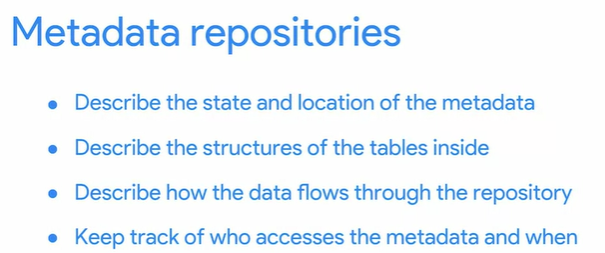 Metadata repositories
• Describe the state and location of the metadata
• Describe the structures of the tables inside
• Describe how the data flows through the repository
• Keep track of who accesses the metadata and when